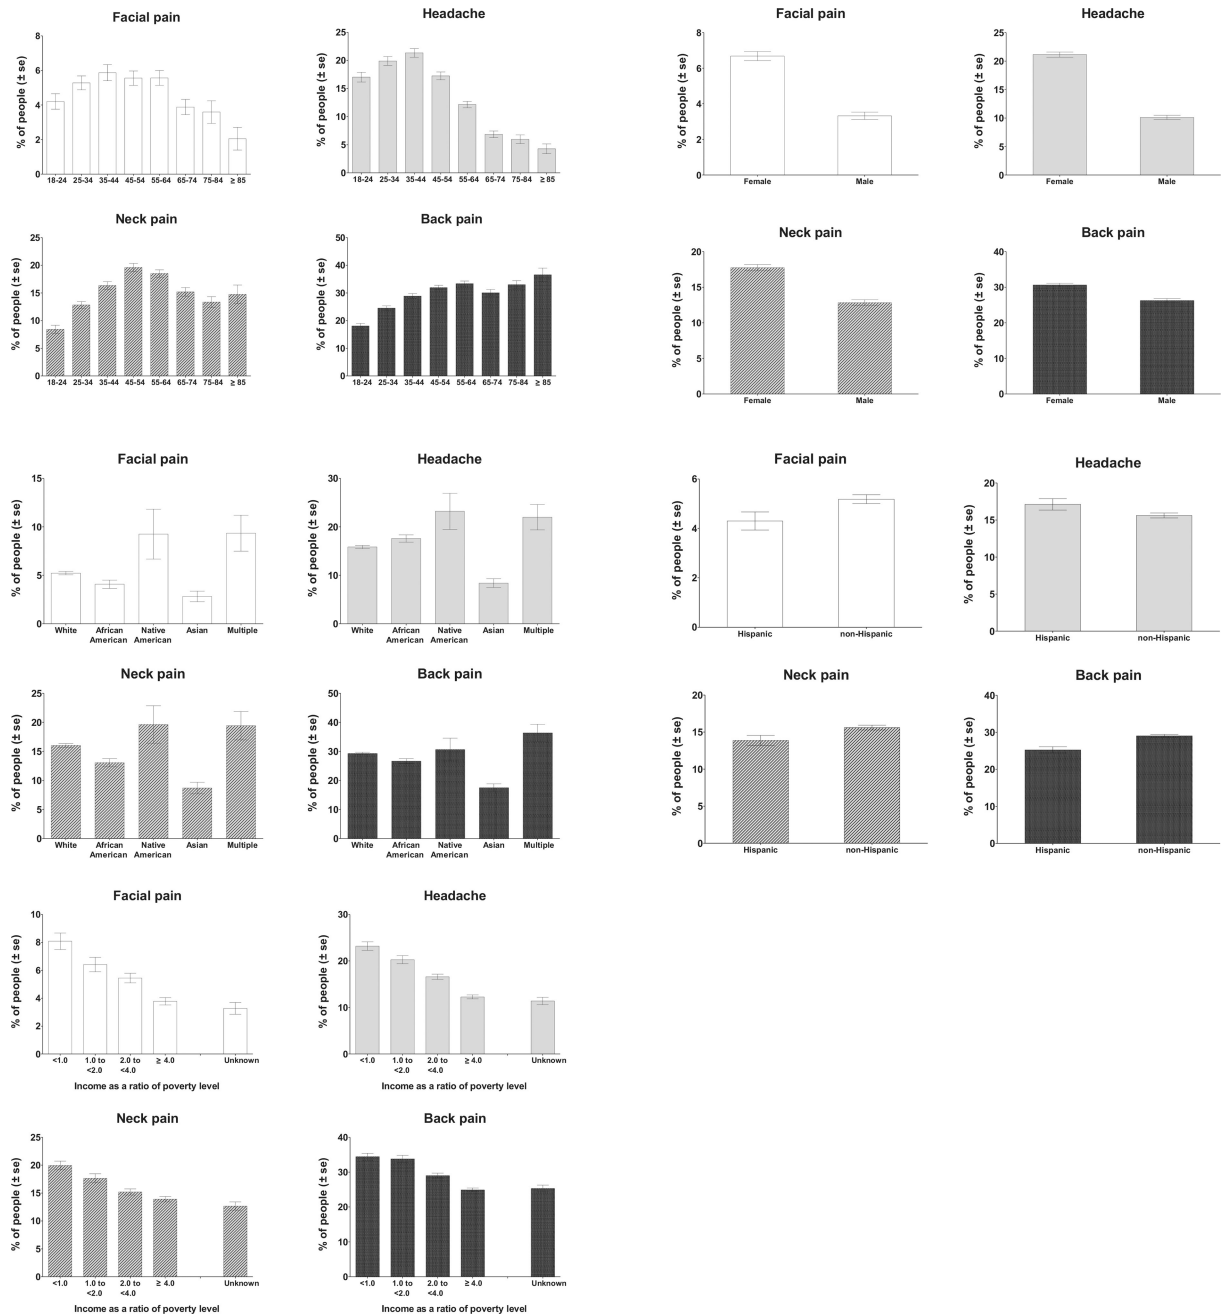 Facial pain
% of people (± se)
8
6
4
2
0
18-24 25-34 35-44 45-54 55-64 65-74 75-84 ≥ 85
Headache
% of people (± se)
25
20
15
10
5
0
18-24 25-34 35-44 45-54 55-64 65-74 75-84 ≥ 85
Neck pain
% of people (± se)
25
20
15
10
5
0
18-24 25-34 35-44 45-54 55-64 65-74 75-84 ≥ 85
Back pain
% of people (± se)
50
40
30
20
10
0
18-24 25-34 35-44 45-54 55-64 65-74 75-84 ≥ 85
Facial pain
% of people (± se)
8
6
4
2
0
Female Male
Headache
% of people (± se)
25
20
15
10
5
0
Female Male
Neck pain
% of people (± se)
20
15
10
5
0
Female Male
Back pain
% of people (± se)
40
30
20
10
0
Female Male
Facial pain
% of people (± se)
15
10
5
0
White African Native Asian Multiple
American American
Headache
% of people (± se)
30
20
10
0
White African Native Asian Multiple
American American
Neck pain
% of people (± se)
25
20
15
10
5
0
White African Native Asian Multiple
American American
Back pain
% of people (± se)
50
40
30
20
10
0
White African Native Asian Multiple
American American
Facial pain
% of people (± se)
6
4
2
0
Hispanic non-Hispanic
Headache
% of people (± se)
20
15
10
5
0
Hispanic non-Hispanic
Neck pain
% of people (± se)
20
15
10
5
0
Hispanic non-Hispanic
Back pain
% of people (± se)
40
30
20
10
0
Hispanic non-Hispanic
Facial pain
% of people (± se)
10
8
6
4
2
0
<1.0 1.0 to 2.0 to ≥ 4.0 Unknown
<2.0 <4.0
Income as a ratio of poverty level
Headache
% of people (± se)
30
20
10
0
<1.0 1.0 to 2.0 to ≥ 4.0 Unknown
<2.0 <4.0
Income as a ratio of poverty level
Neck pain
% of people (± se)
25
20
15
10
5
0
<1.0 1.0 to 2.0 to ≥ 4.0 Unknown
<2.0 <4.0
Income as a ratio of poverty level
Back pain
% of people (± se)
40
30
20
10
0
<1.0 1.0 to 2.0 to ≥ 4.0 Unknown
<2.0 <4.0
Income as a ratio of poverty level